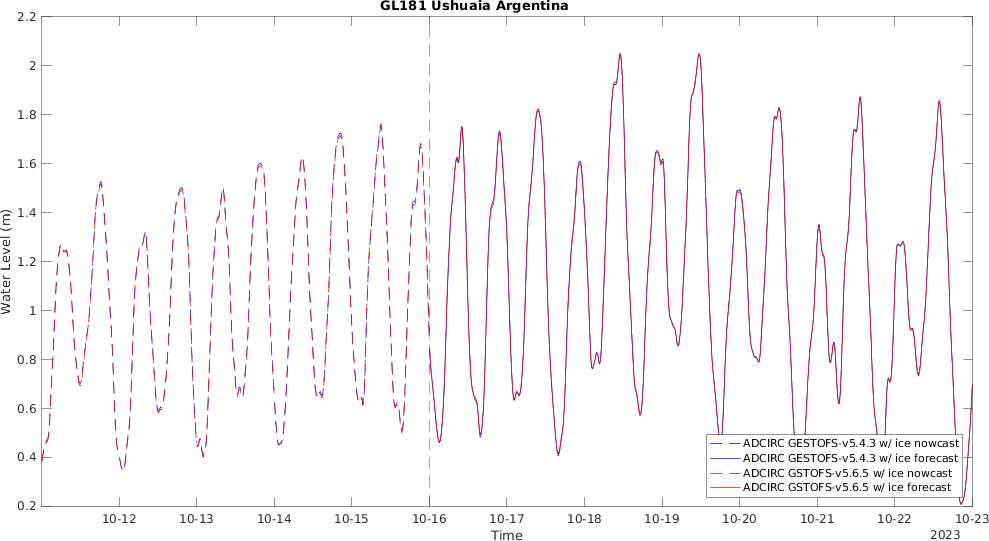 GL181 Ushuaia Argentina
2.2
2
1.8
1.6
1.4
1.2
1
0.8
0.6
0.4
0.2
Water Level (m)
ADCIRC GESTOFS-v5.4.3 w/ ice nowcast
ADCIRC GESTOFS-v5.4.3 w/ ice forecast
ADCIRC GSTOFS-v5.6.5 w/ ice nowcast
ADCIRC GSTOFS-v5.6.5 w/ ice forecast
10-12 10-13 10-14 10-15 10-16 10-17 10-18 10-19 10-20 10-21 10-22 10-23
Time
2023